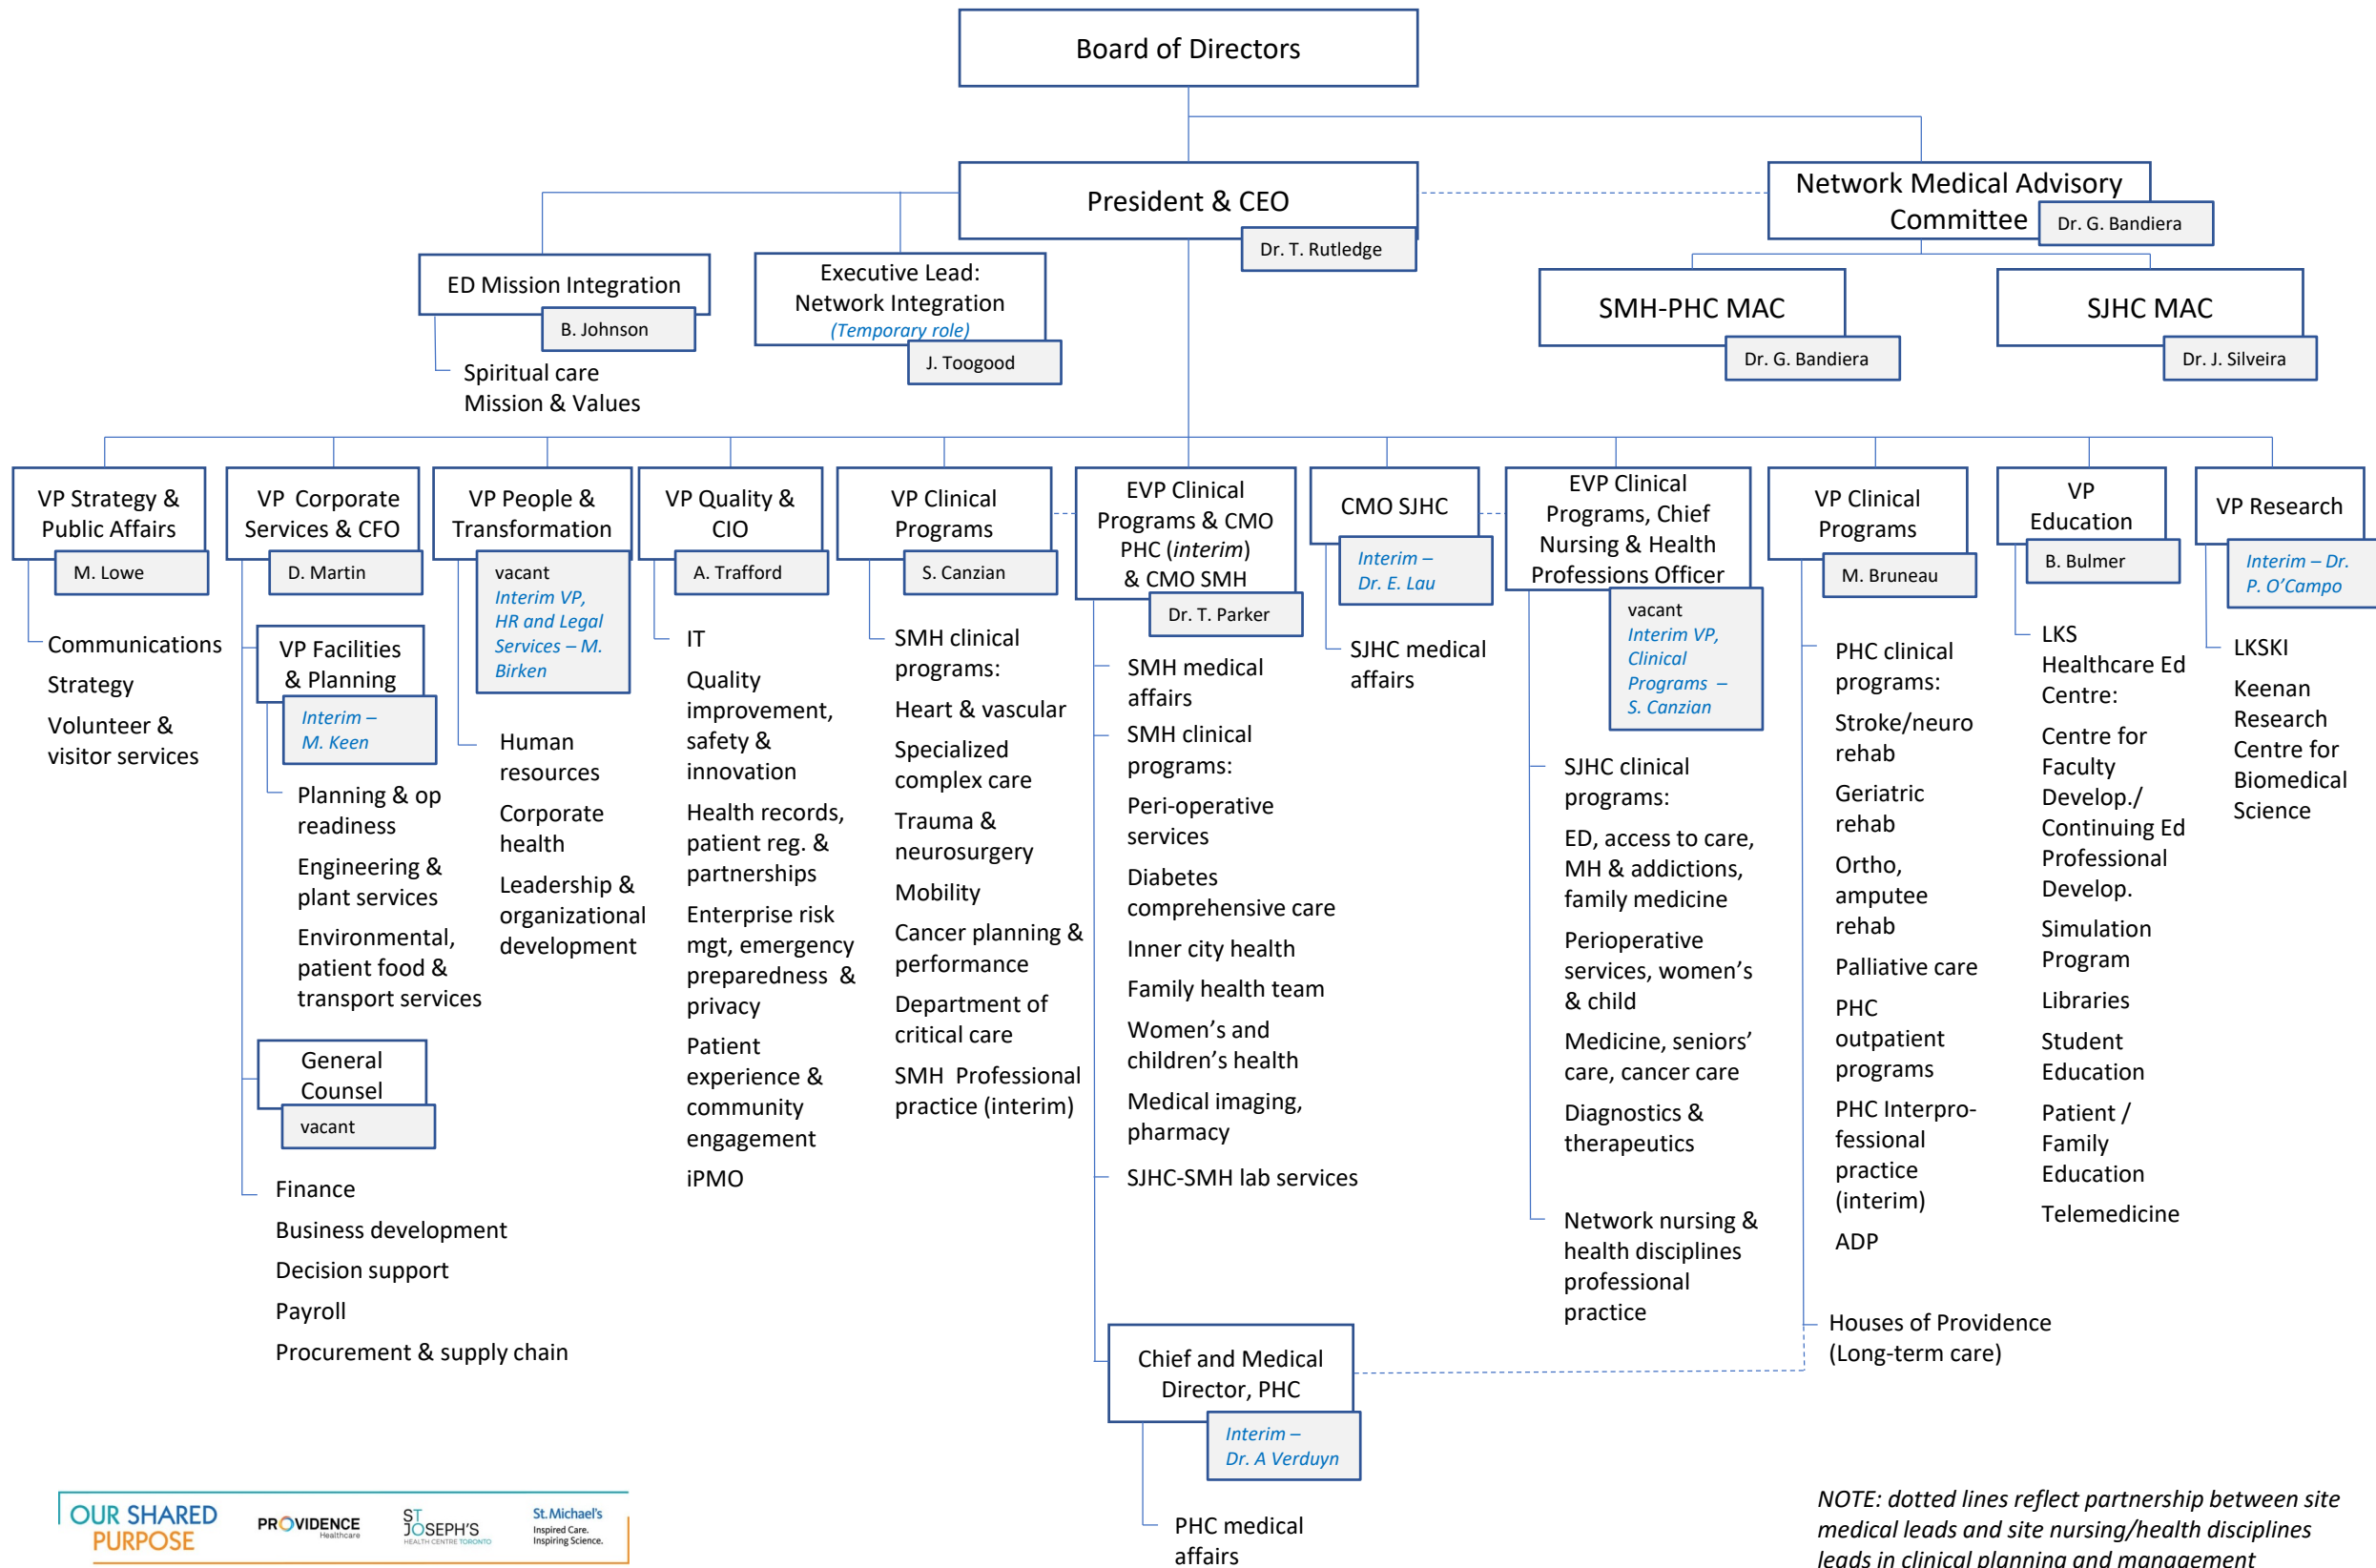 Board of Directors
President & CEO
Dr. T. Rutledge
Network Medical Advisory
Committee
Dr. G. Bandiera
ED Mission Integration
B. Johnson
Spiritual care
Mission & Values
Executive Lead:
Network Integration
(Temporary role)
J. Toogood
SMH-PHC MAC
Dr. G. Bandiera
SJHC MAC
Dr. J. Silveira
VP Strategy &
Public Affairs
M. Lowe
Communications
Strategy
Volunteer &
visitor services
VP Corporate
Services & CFO
D. Martin
VP Facilities
& Planning
Interim –
M. Keen
Planning & op
readiness
Engineering &
plant services
Environmental,
patient food &
transport services
General
Counsel
vacant
Finance
Business development
Decision support
Payroll
Procurement & supply chain
VP People &
Transformation
vacant
Interim VP,
HR and Legal
Services – M.
Birken
Human
resources
Corporate
health
Leadership &
organizational
development
VP Quality &
CIO
A. Trafford
IT
Quality
improvement,
safety &
innovation
Health records,
patient reg. &
partnerships
Enterprise risk
mgt, emergency
preparedness &
privacy
Patient
experience &
community
engagement
iPMO
VP Clinical
Programs
S. Canzian
SMH clinical
programs:
Heart & vascular
Specialized
complex care
Trauma &
neurosurgery
Mobility
Cancer planning &
performance
Department of
critical care
SMH Professional
practice (interim)
EVP Clinical
Programs & CMO
PHC (interim)
& CMO SMH
Dr. T. Parker
SMH medical
affairs
SMH clinical
programs:
Peri-operative
services
Diabetes
comprehensive care
Inner city health
Family health team
Women’s and
children’s health
Medical imaging,
pharmacy
SJHC-SMH lab services
Chief and Medical
Director, PHC
Interim –
Dr. A Verduyn
PHC medical
affairs
CMO SJHC
Interim –
Dr. E. Lau
SJHC medical
affairs
EVP Clinical
Programs, Chief
Nursing & Health
Professions Officer
vacant
Interim VP,
Clinical
Programs –
S. Canzian
SJHC clinical
programs:
ED, access to care,
MH & addictions,
family medicine
Perioperative
services, women’s
& child
Medicine, seniors’
care, cancer care
Diagnostics &
therapeutics
Network nursing &
health disciplines
professional
practice
VP Clinical
Programs
M. Bruneau
PHC clinical
programs:
Stroke/neuro
rehab
Geriatric
rehab
Ortho,
amputee
rehab
Palliative care
PHC
outpatient
programs
PHC Interpro-
fessional
practice
(interim)
ADP
Houses of Providence
(Long-term care)
VP
Education
B. Bulmer
LKS
Healthcare Ed
Centre:
Centre for
Faculty
Develop./
Continuing Ed
Professional
Develop.
Simulation
Program
Libraries
Student
Education
Patient /
Family
Education
Telemedicine
VP Research
Interim – Dr.
P. O’Campo
LKSKI
Keenan
Research
Centre for
Biomedical
Science
OUR SHARED
PURPOSE
PROVIDENCE
Healthcare
ST
JOSEPH'S
HEALTH CENTRE TORONTO
St. Michael's
Inspired Care.
Inspiring Science.
NOTE: dotted lines reflect partnership between site
medical leads and site nursing/health disciplines
leads in clinical planning and management